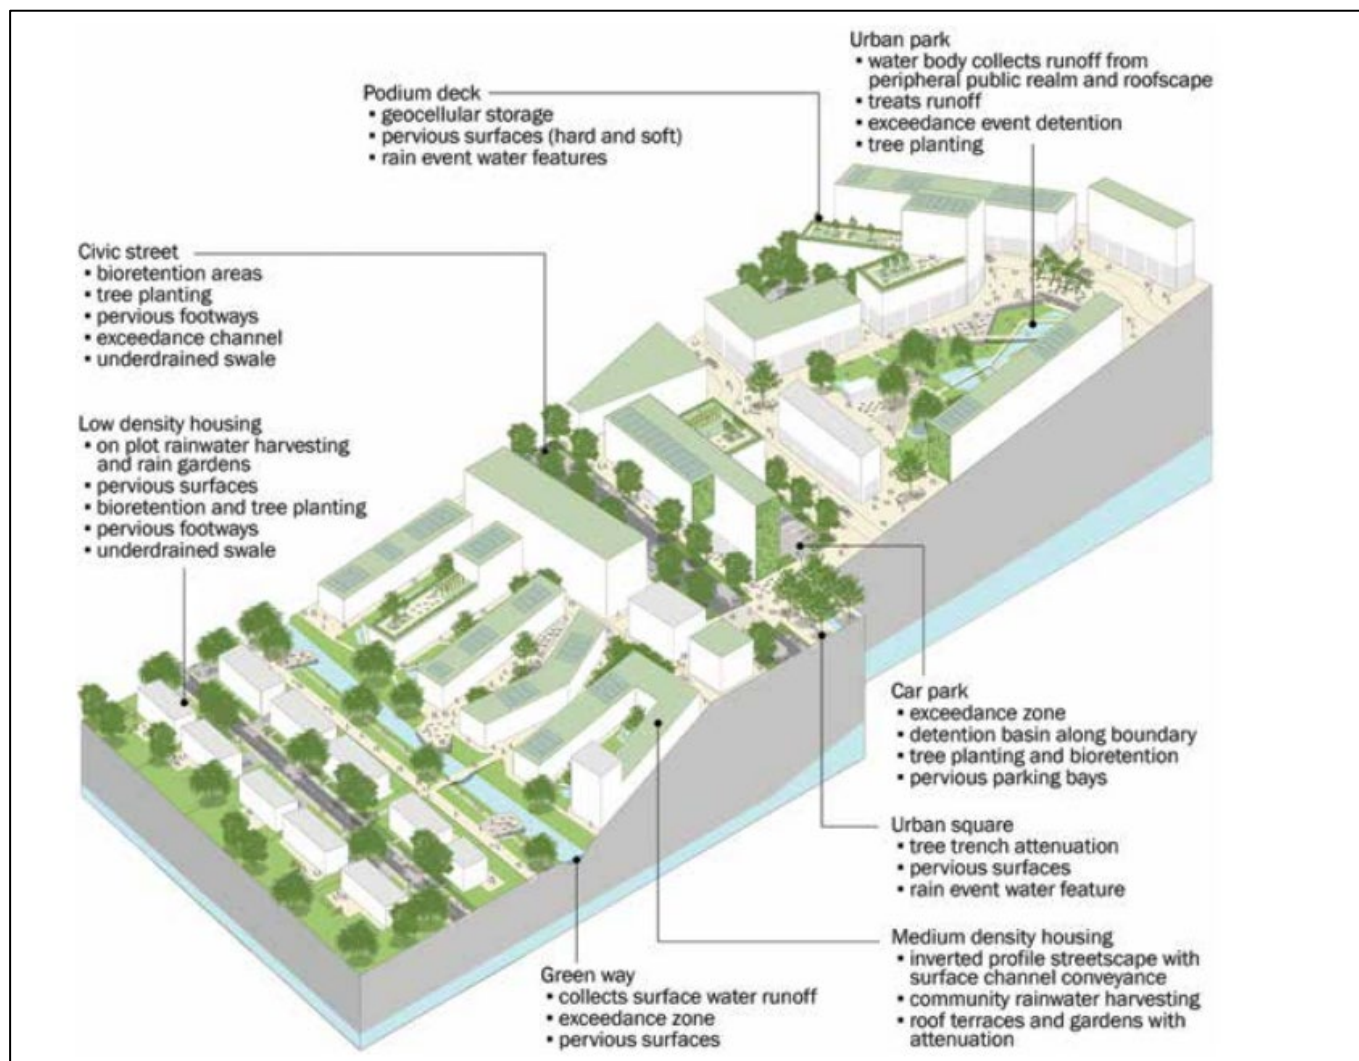 Urban park
▪ water body collects runoff from
peripheral public realm and roofscape
▪ treats runoff
▪ exceedance event detention
▪ tree planting
Podium deck
▪ geocellular storage
▪ pervious surfaces (hard and soft)
▪ rain event water features
Civic street
▪ bioretention areas
▪ tree planting
▪ pervious footways
▪ exceedance channel
▪ underdrained swale
Low density housing
▪ on plot rainwater harvesting
and rain gardens
▪ pervious surfaces
▪ bioretention and tree planting
▪ pervious footways
▪ underdrained swale
Car park
▪ exceedance zone
▪ detention basin along boundary
▪ tree planting and bioretention
▪ pervious parking bays
Urban square
▪ tree trench attenuation
▪ pervious surfaces
▪ rain event water feature
Medium density housing
▪ inverted profile streetscape with
surface channel conveyance
▪ community rainwater harvesting
▪ roof terraces and gardens with
attenuation
Green way
▪ collects surface water runoff
▪ exceedance zone
▪ pervious surfaces